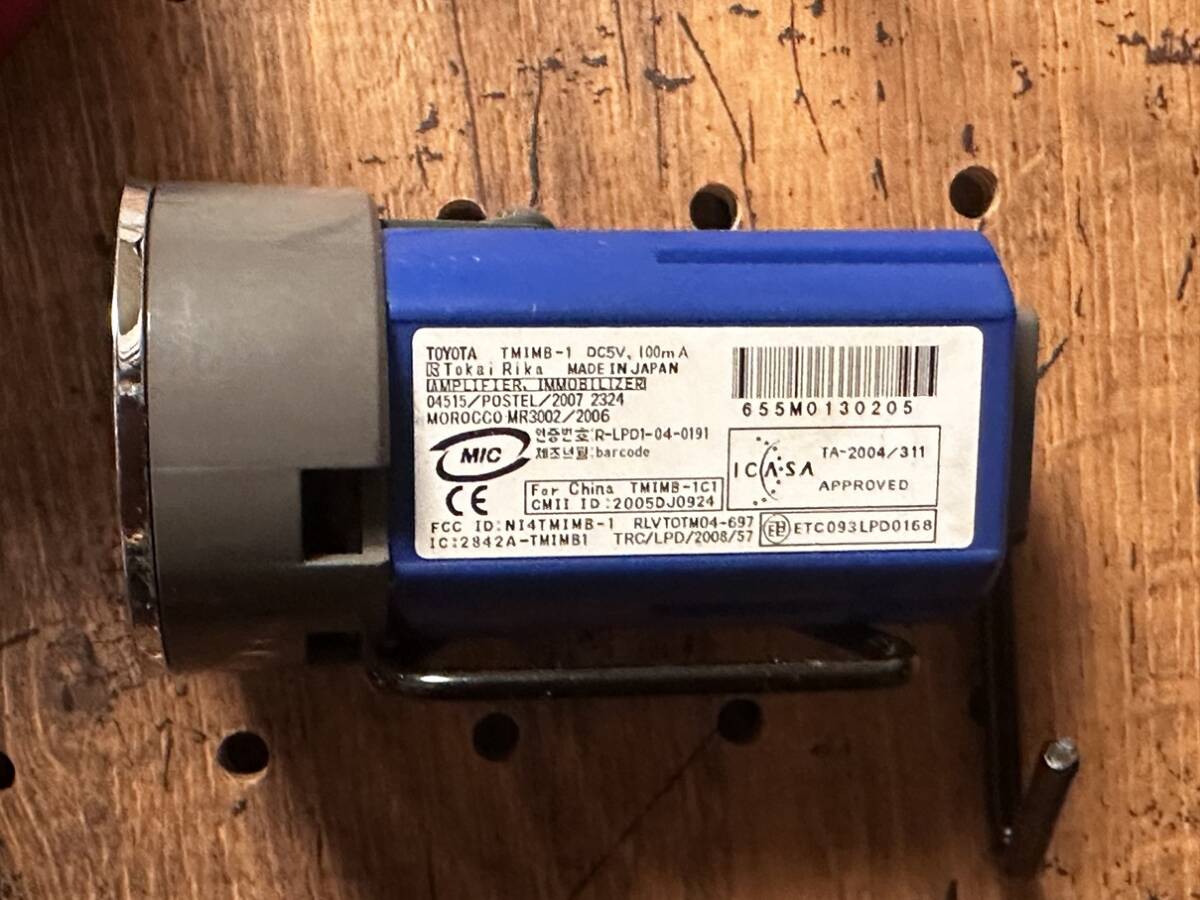 TOYOTA TMIMB-1 DC5V, 100mA
Tokai Rika MADE IN JAPAN
AMPLIFIER, IMMOBILIZER
04515/POSTEL/2007 2324
MOROCCO MR3002/2006
MIC
인증번호:R-LPD1-04-0191
제조년월:barcode
CE
For China TMIMB-1C1
CMII ID:2005DJ0924
FCC ID:NI4TMIMB-1 RLVTOTM04-697
IC:2842A-TMIMB1 TRC/LPD/2008/57
655M0130205
ICASA
TA-2004/311
APPROVED
ETC093LPD0168